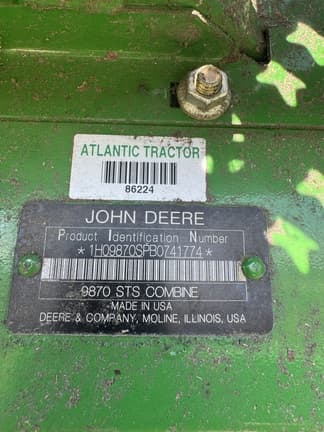 ATLANTIC TRACTOR
86224
JOHN DEERE
Product Identification Number
*1H09870SPB0741774*
9870 STS COMBINE
MADE IN USA
DEERE & COMPANY, MOLINE, ILLINOIS, USA